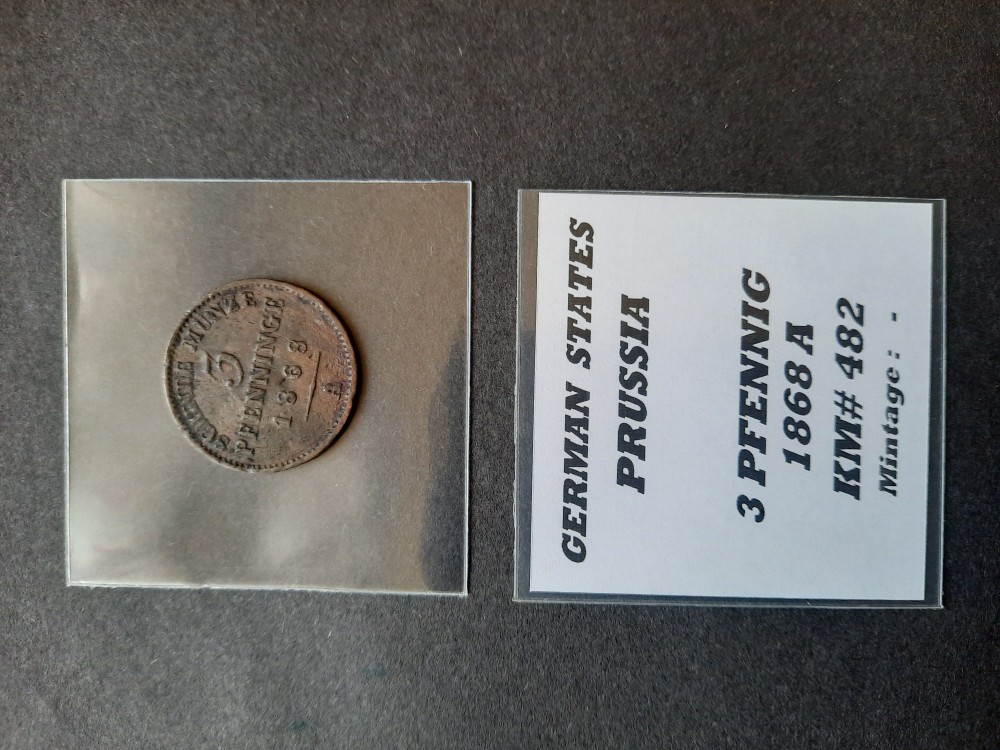 SCHEIDE MÜNZE
3
PFENNINGE
1868
A
GERMAN STATES
PRUSSIA
3 PFENNIG
1868 A
KM# 482
Mintage: -